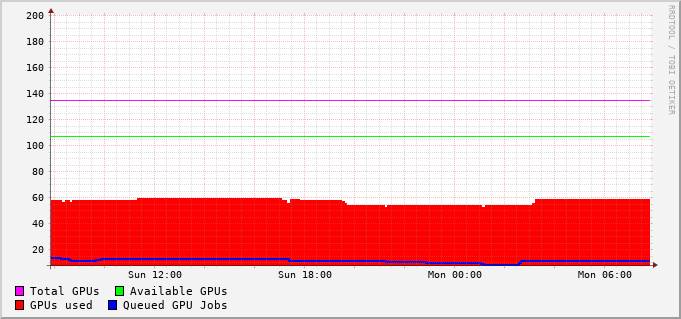 200
180
160
140
120
100
80
60
40
20
Sun 12:00 Sun 18:00 Mon 00:00 Mon 06:00
Total GPUs Available GPUs
GPUs used Queued GPU Jobs
RRDTOOL / TOBI OETIKER